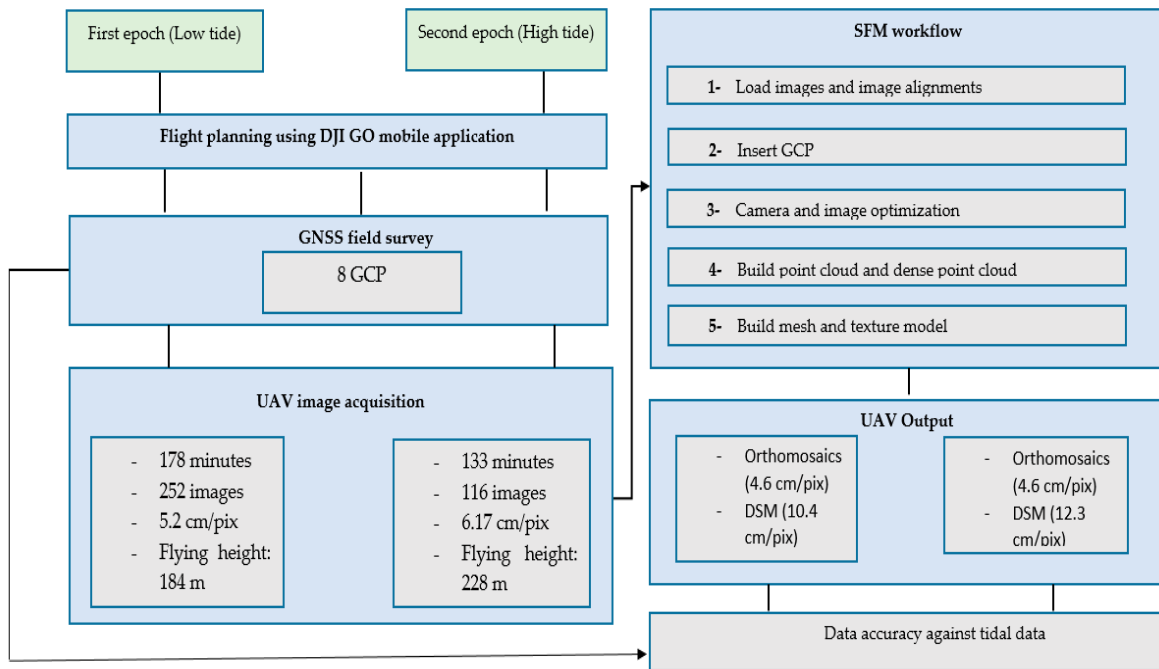 First epoch (Low tide)
Second epoch (High tide)
Flight planning using DJI GO mobile application
GNSS field survey
8 GCP
UAV image acquisition
- 178 minutes
- 252 images
- 5.2 cm/pix
- Flying height:
184 m
- 133 minutes
- 116 images
- 6.17 cm/pix
- Flying height:
228 m
SFM workflow
1- Load images and image alignments
2- Insert GCP
3- Camera and image optimization
4- Build point cloud and dense point cloud
5- Build mesh and texture model
UAV Output
- Orthomosaics
(4.6 cm/pix)
- DSM (10.4
cm/pix)
- Orthomosaics
(4.6 cm/pix)
- DSM (12.3
cm/pix)
Data accuracy against tidal data